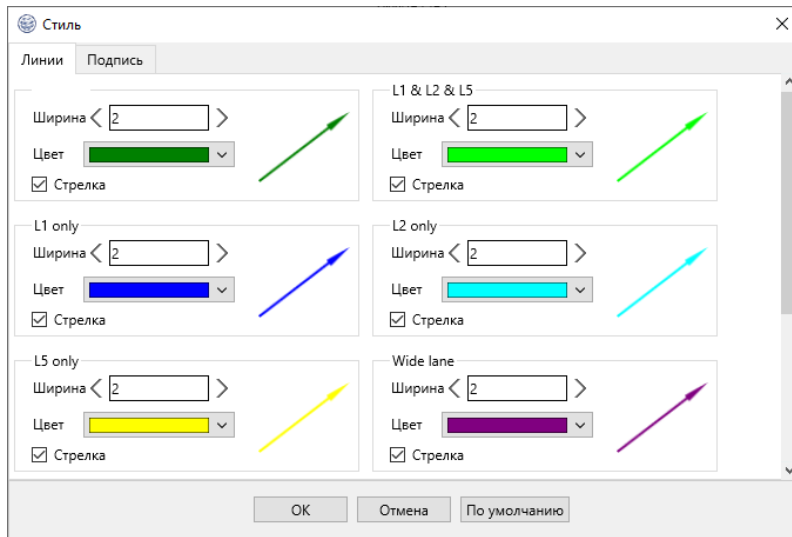 Стиль
Линии Подпись
Ширина 2
Цвет
Стрелка
L1 & L2 & L5
Ширина 2
Цвет
Стрелка
L1 only
Ширина 2
Цвет
Стрелка
L2 only
Ширина 2
Цвет
Стрелка
L5 only
Ширина 2
Цвет
Стрелка
Wide lane
Ширина 2
Цвет
Стрелка
OK Отмена По умолчанию